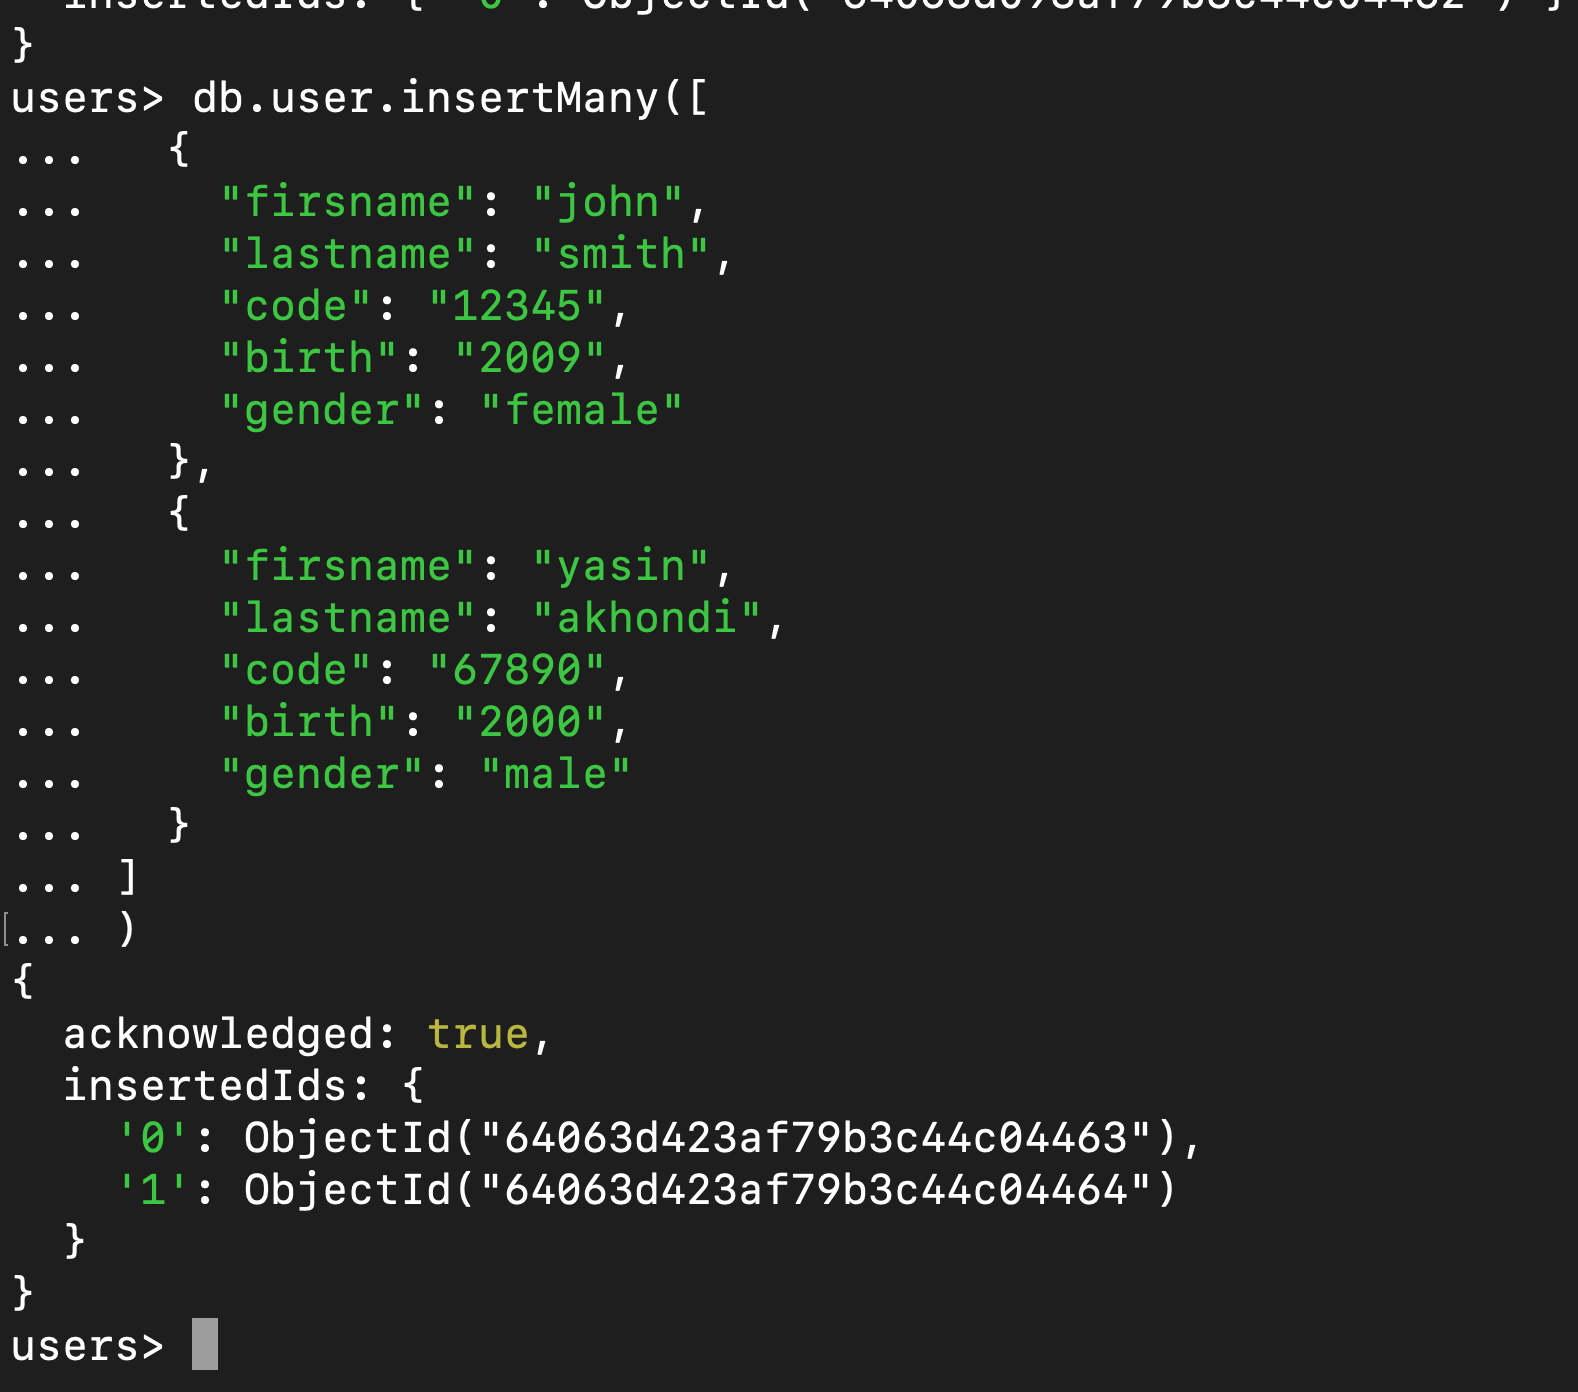 insertedIds: {
}
users> db.user.insertMany([
...   {
...     "firsname": "john",
...     "lastname": "smith",
...     "code": "12345",
...     "birth": "2009",
...     "gender": "female"
...   },
...   {
...     "firsname": "yasin",
...     "lastname": "akhondi",
...     "code": "67890",
...     "birth": "2000",
...     "gender": "male"
...   }
... ]
[... )
{
  acknowledged: true,
  insertedIds: {
    '0': ObjectId("64063d423af79b3c44c04463"),
    '1': ObjectId("64063d423af79b3c44c04464")
  }
}
users>